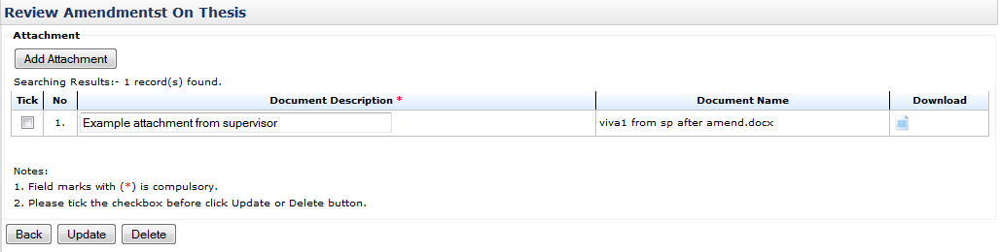 Review Amendmentst On Thesis
Attachment
Add Attachment
Searching Results:- 1 record(s) found.
Tick No Document Description * Document Name Download
1. Example attachment from supervisor viva1 from sp after amend.docx
Notes:
1. Field marks with (*) is compulsory.
2. Please tick the checkbox before click Update or Delete button.
Back Update Delete